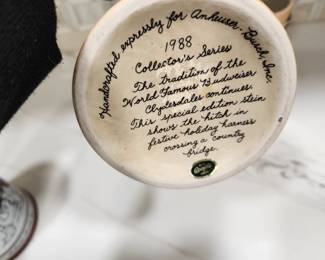 Handcrafted expressly for Anheuser-Busch, Inc.
1988
Collector's Series
The tradition of the
World Famous Budweiser
Clydesdales continues.
This special edition stein
shows the hitch in
festive holiday harness
crossing a country
bridge.